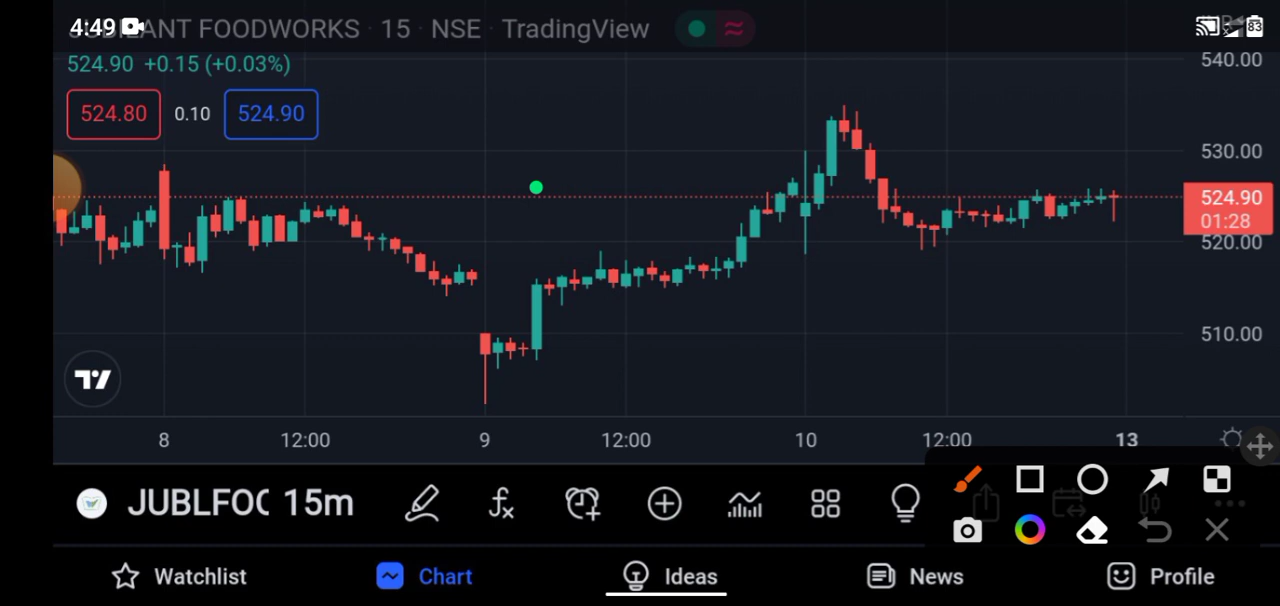 4:49
JUBILANT FOODWORKS · 15 · NSE TradingView
83
524.90 +0.15 (+0.03%)
524.80 0.10 524.90
540.00
530.00
524.90
01:28
520.00
510.00
8 12:00 9 12:00 10 12:00 13
JUBLFOO 15m
Watchlist Chart Ideas News Profile